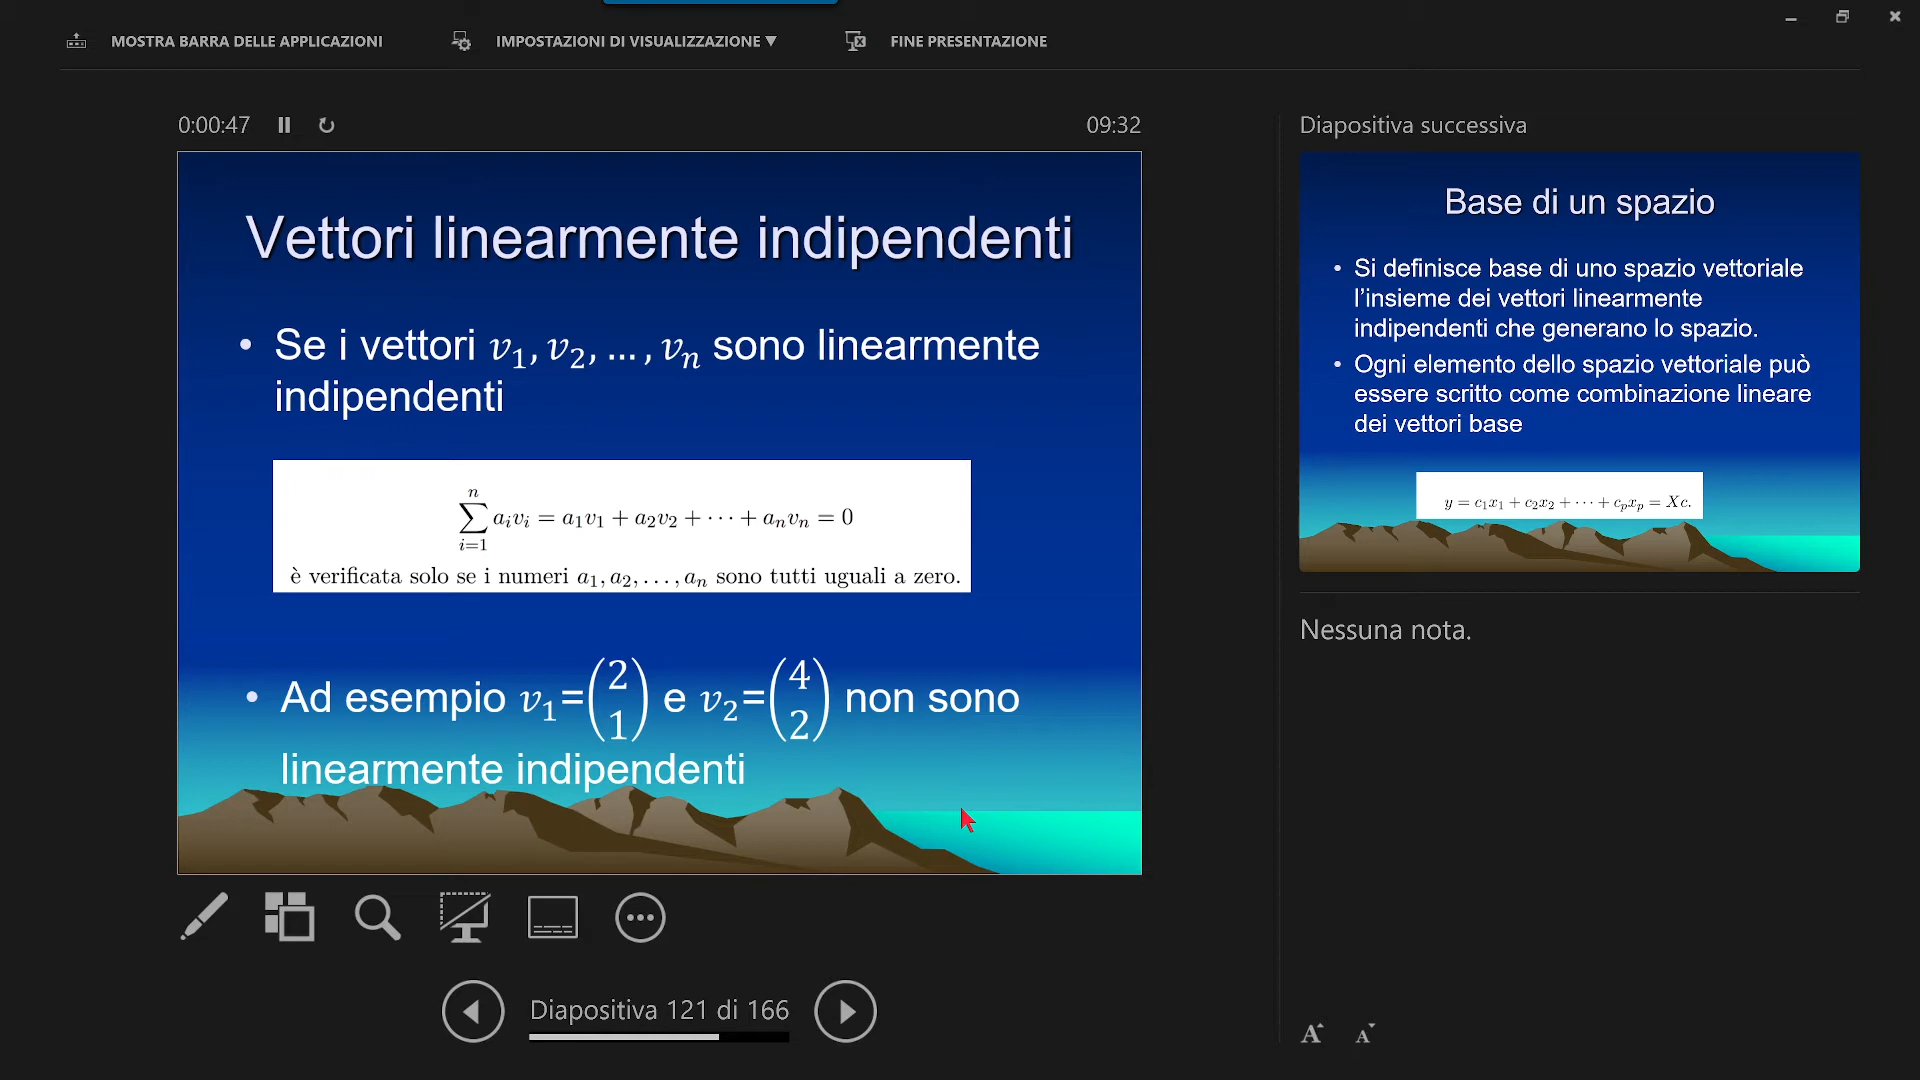 MOSTRA BARRA DELLE APPLICAZIONI
IMPOSTAZIONI DI VISUALIZZAZIONE ▼
FINE PRESENTAZIONE
0:00:47
09:32
Vettori linearmente indipendenti
• Se i vettori v₁, v₂, …, vₙ sono linearmente
indipendenti
∑ᵢ₌₁ⁿ aᵢvᵢ = a₁v₁ + a₂v₂ + ··· + aₙvₙ = 0
è verificata solo se i numeri a₁, a₂, . . . , aₙ sono tutti uguali a zero.
• Ad esempio v₁=(2 1) e v₂=(4 2) non sono
linearmente indipendenti
Diapositiva 121 di 166
Diapositiva successiva
Base di un spazio
• Si definisce base di uno spazio vettoriale
l’insieme dei vettori linearmente
indipendenti che generano lo spazio.
• Ogni elemento dello spazio vettoriale può
essere scritto come combinazione lineare
dei vettori base
y = c₁x₁ + c₂x₂ + ··· + cₚxₚ = Xc.
Nessuna nota.
A A